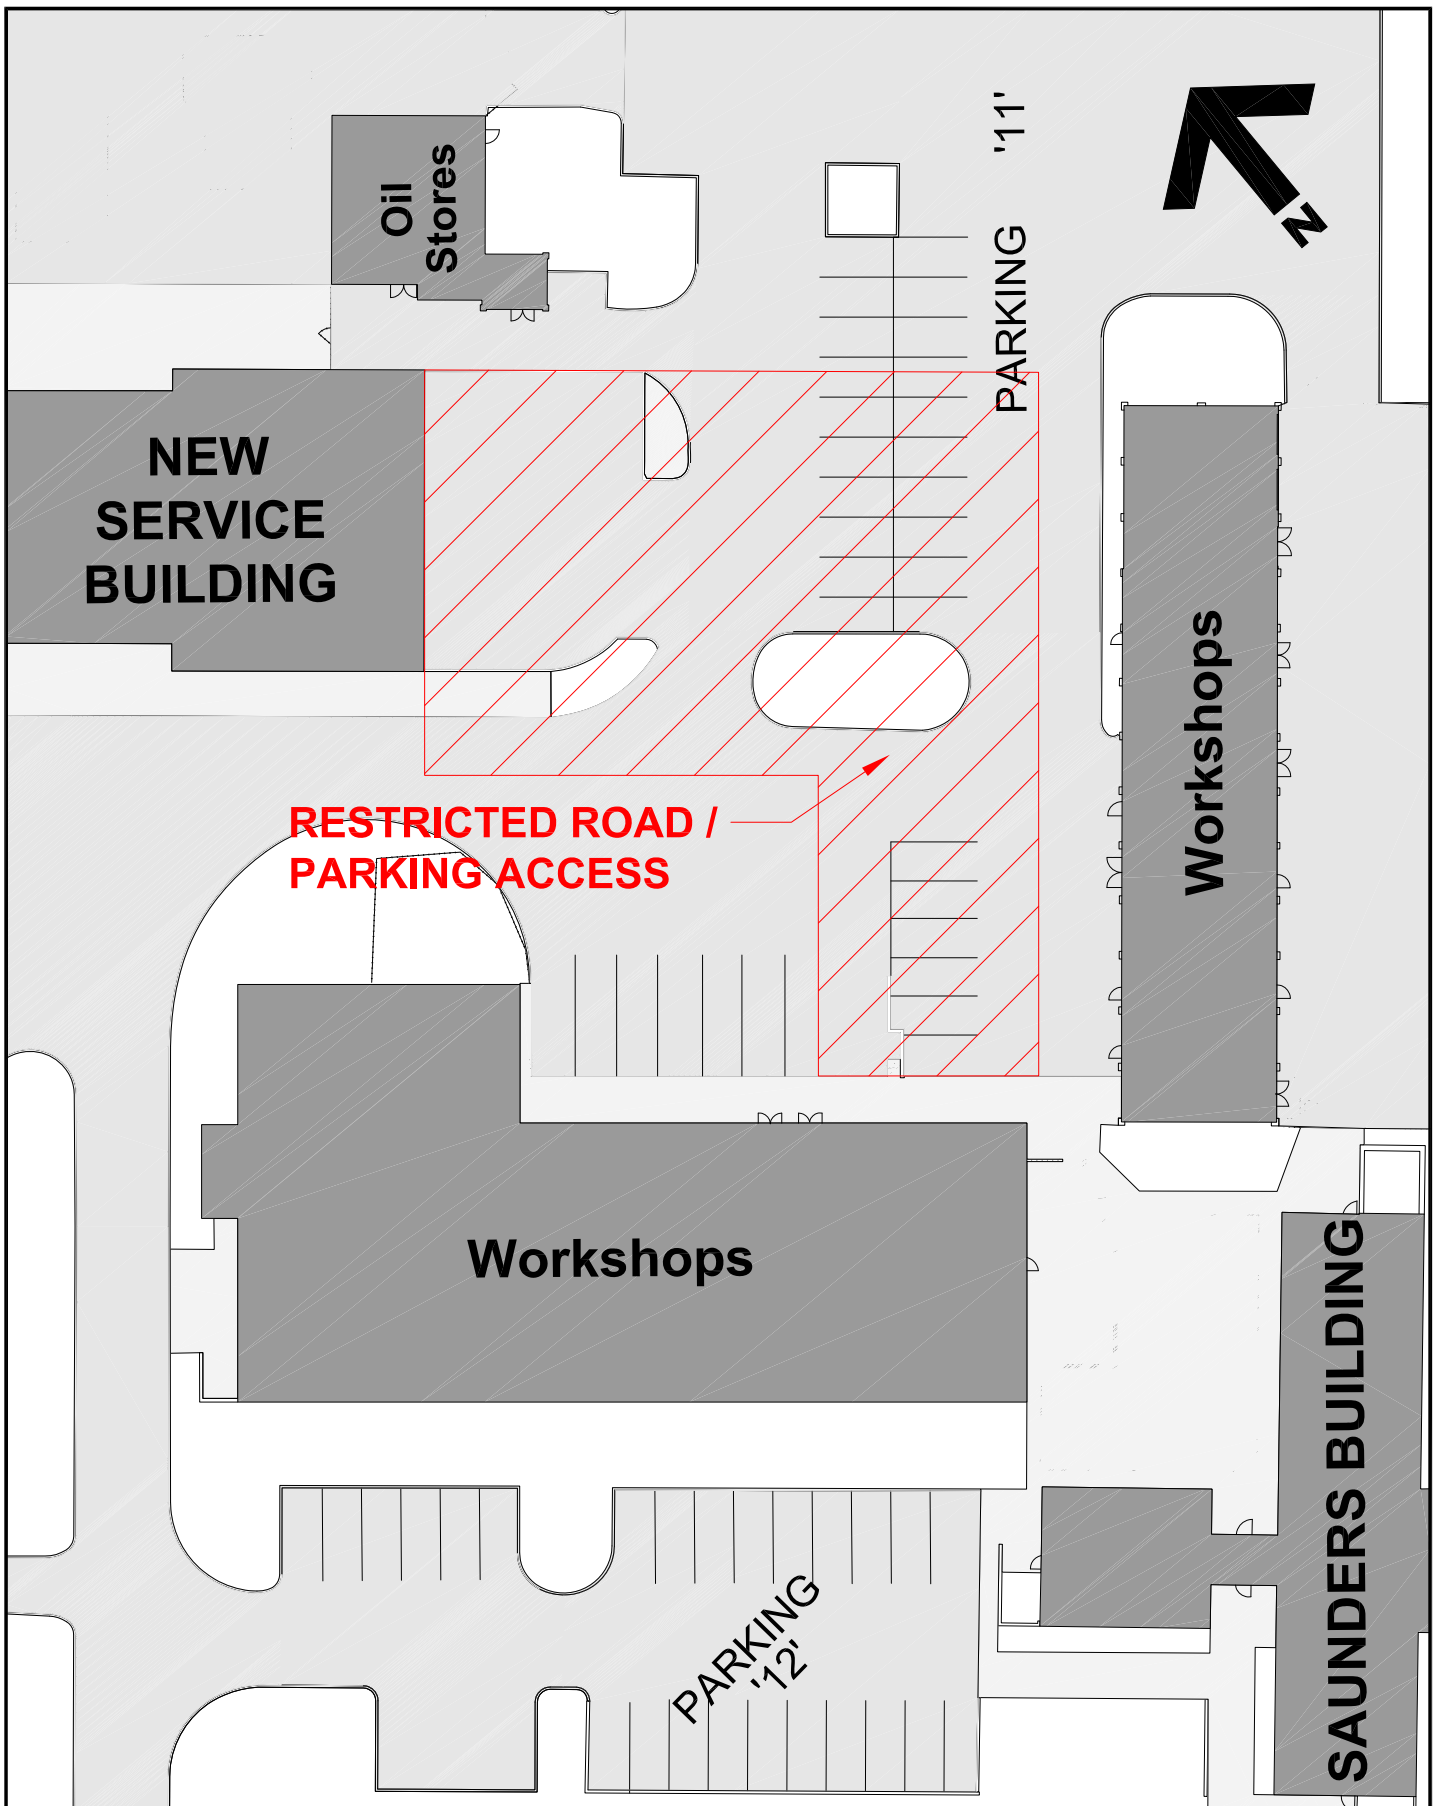 PARKING '11'
N
Oil
Stores
NEW
SERVICE
BUILDING
Workshops
RESTRICTED ROAD /
PARKING ACCESS
Workshops
SAUNDERS BUILDING
PARKING
'12'